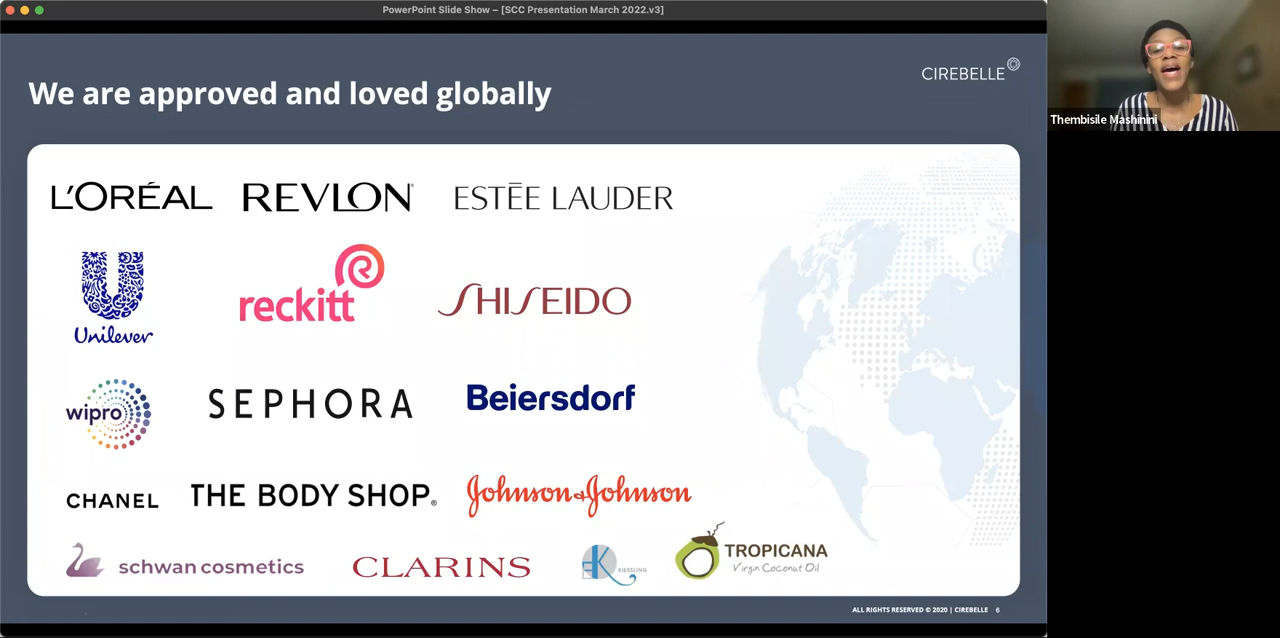 PowerPoint Slide Show – [SCC Presentation March 2022.v3]
CIREBELLE
We are approved and loved globally
Thembisile Mashinini
L'ORÉAL REVLON ESTĒE LAUDER
Unilever
reckitt
SHISEIDO
wipro
SEPHORA
Beiersdorf
CHANEL
THE BODY SHOP®
Johnson & Johnson
schwan cosmetics
CLARINS
K
KIESSLING
TROPICANA
Virgin Coconut Oil
ALL RIGHTS RESERVED © 2020 | CIREBELLE 6